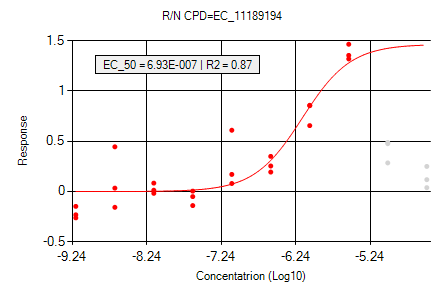 R/N CPD=EC_11189194
EC_50 = 6.93E-007 | R2 = 0.87
1.5
1
0.5
0
-0.5
Response
-9.24 -8.24 -7.24 -6.24 -5.24
Concentatrion (Log10)